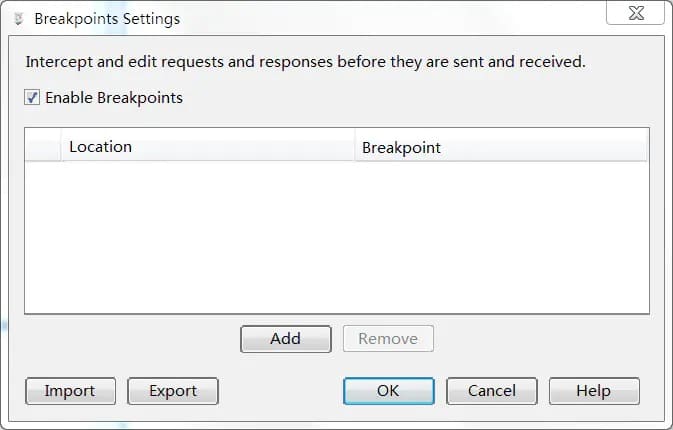 Breakpoints Settings
Intercept and edit requests and responses before they are sent and received.
Enable Breakpoints
Location Breakpoint
Add Remove
Import Export OK Cancel Help